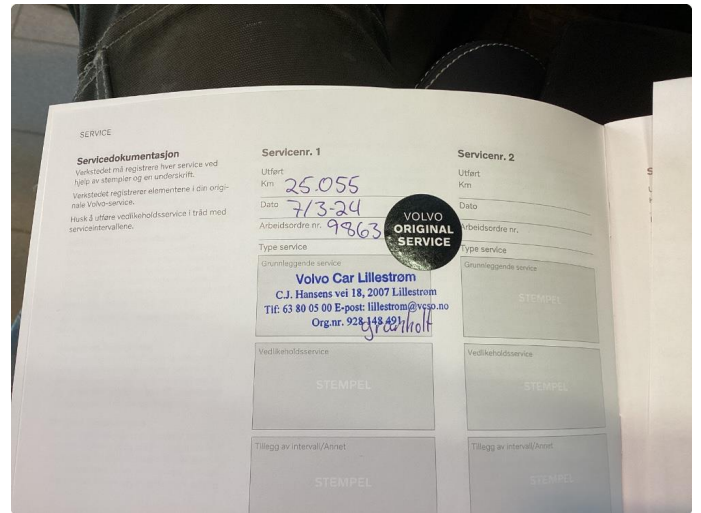 SERVICE
Servicedokumentasjon
Verkstedet må registrere hver service ved
hjelp av stempler og en underskrift.
Verkstedet registrerer elementene i din origi-
nale Volvo-service.
Husk å utføre vedlikeholdsservice i tråd med
serviceintervallene.
Servicenr. 1
Utført
Km 25.055
Dato 7/3-24
Arbeidsordre nr. 9863
Type service
Grunnleggende service
Volvo Car Lillestrøm
C.J. Hansens vei 18, 2007 Lillestrøm
Tlf: 63 80 05 00 E-post: lillestrom@vcso.no
Org.nr. 928 148 491
Vedlikeholdsservice
STEMPEL
Tillegg av intervall/Annet
STEMPEL
VOLVO
ORIGINAL
SERVICE
Servicenr. 2
Utført
Km
Dato
Arbeidsordre nr.
Type service
Grunnleggende service
STEMPEL
Vedlikeholdsservice
STEMPEL
Tillegg av intervall/Annet
STEMPEL